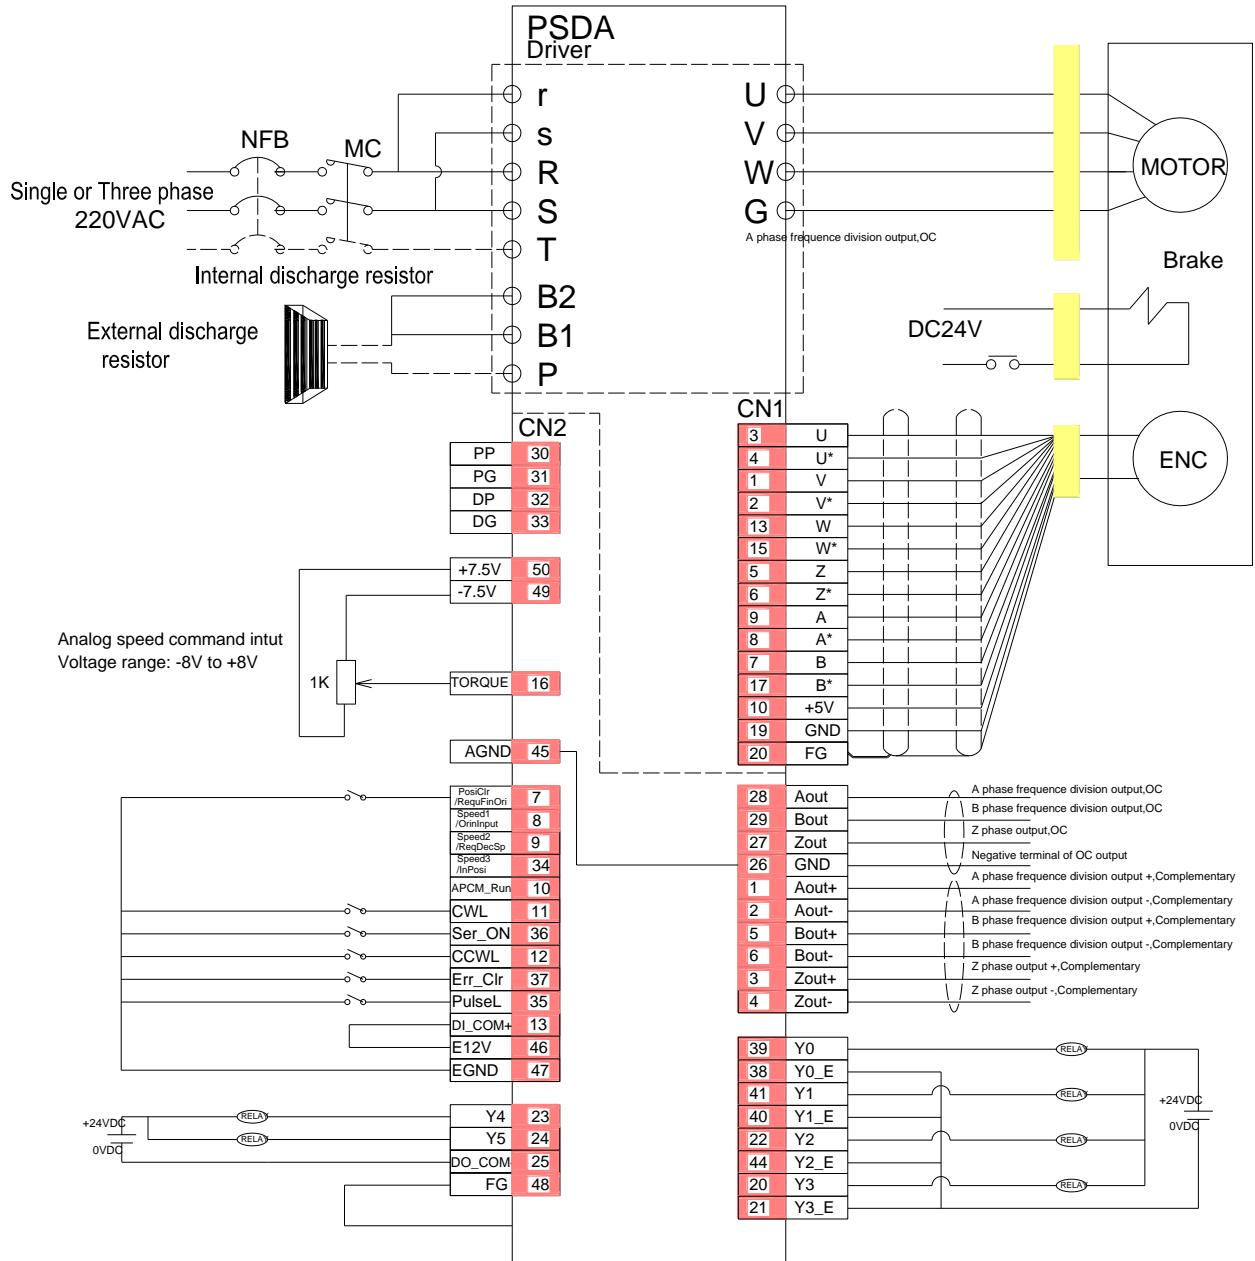 PSDA
Driver
r
s
R
S
T
B2
B1
P
U
V
W
G
A phase frequence division output,OC
NFB
MC
Single or Three phase
220VAC
Internal discharge resistor
External discharge
resistor
MOTOR
Brake
DC24V
ENC
CN2
PP 30
PG 31
DP 32
DG 33
+7.5V 50
-7.5V 49
Analog speed command intut
Voltage range: -8V to +8V
1K
TORQUE 16
AGND 45
PosiClr
/RequFinOri 7
Speed1
/OrinInput 8
Speed2
/ReqDecSp 9
Speed3
/InPosi 34
APCM_Run 10
CWL 11
Ser_ON 36
CCWL 12
Err_Clr 37
PulseL 35
DI_COM+ 13
E12V 46
EGND 47
+24VDC
0VDC
RELAY
RELAY
Y4 23
Y5 24
DO_COM- 25
FG 48
CN1
3 U
4 U*
1 V
2 V*
13 W
15 W*
5 Z
6 Z*
9 A
8 A*
7 B
17 B*
10 +5V
19 GND
20 FG
28 Aout A phase frequence division output,OC
29 Bout B phase frequence division output,OC
27 Zout Z phase output,OC
26 GND Negative terminal of OC output
1 Aout+ A phase frequence division output +,Complementary
2 Aout- A phase frequence division output -,Complementary
5 Bout+ B phase frequence division output +,Complementary
6 Bout- B phase frequence division output -,Complementary
3 Zout+ Z phase output +,Complementary
4 Zout- Z phase output -,Complementary
39 Y0 RELAY
38 Y0_E
41 Y1 RELAY
40 Y1_E
22 Y2 RELAY
44 Y2_E
20 Y3 RELAY
21 Y3_E
+24VDC
0VDC